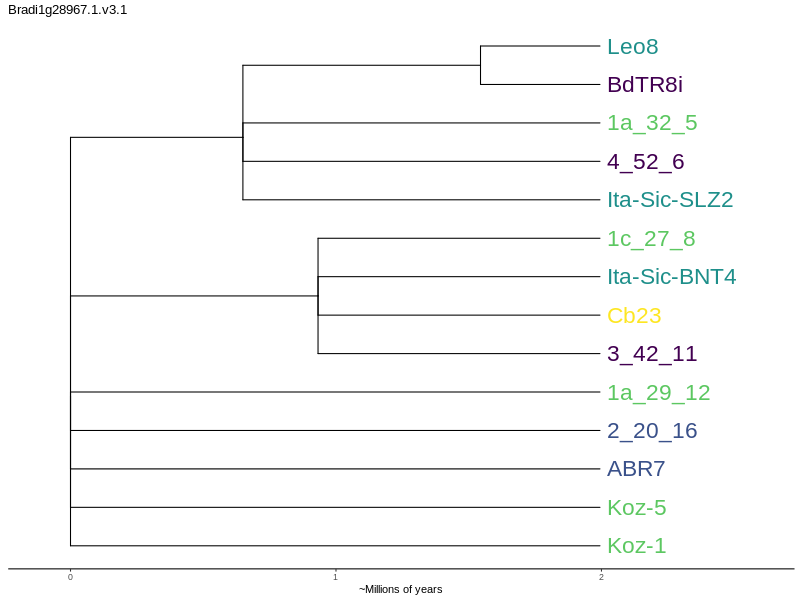 Bradi1g28967.1.v3.1
Leo8
BdTR8i
1a_32_5
4_52_6
Ita-Sic-SLZ2
1c_27_8
Ita-Sic-BNT4
Cb23
3_42_11
1a_29_12
2_20_16
ABR7
Koz-5
Koz-1
0 1 2
~Millions of years